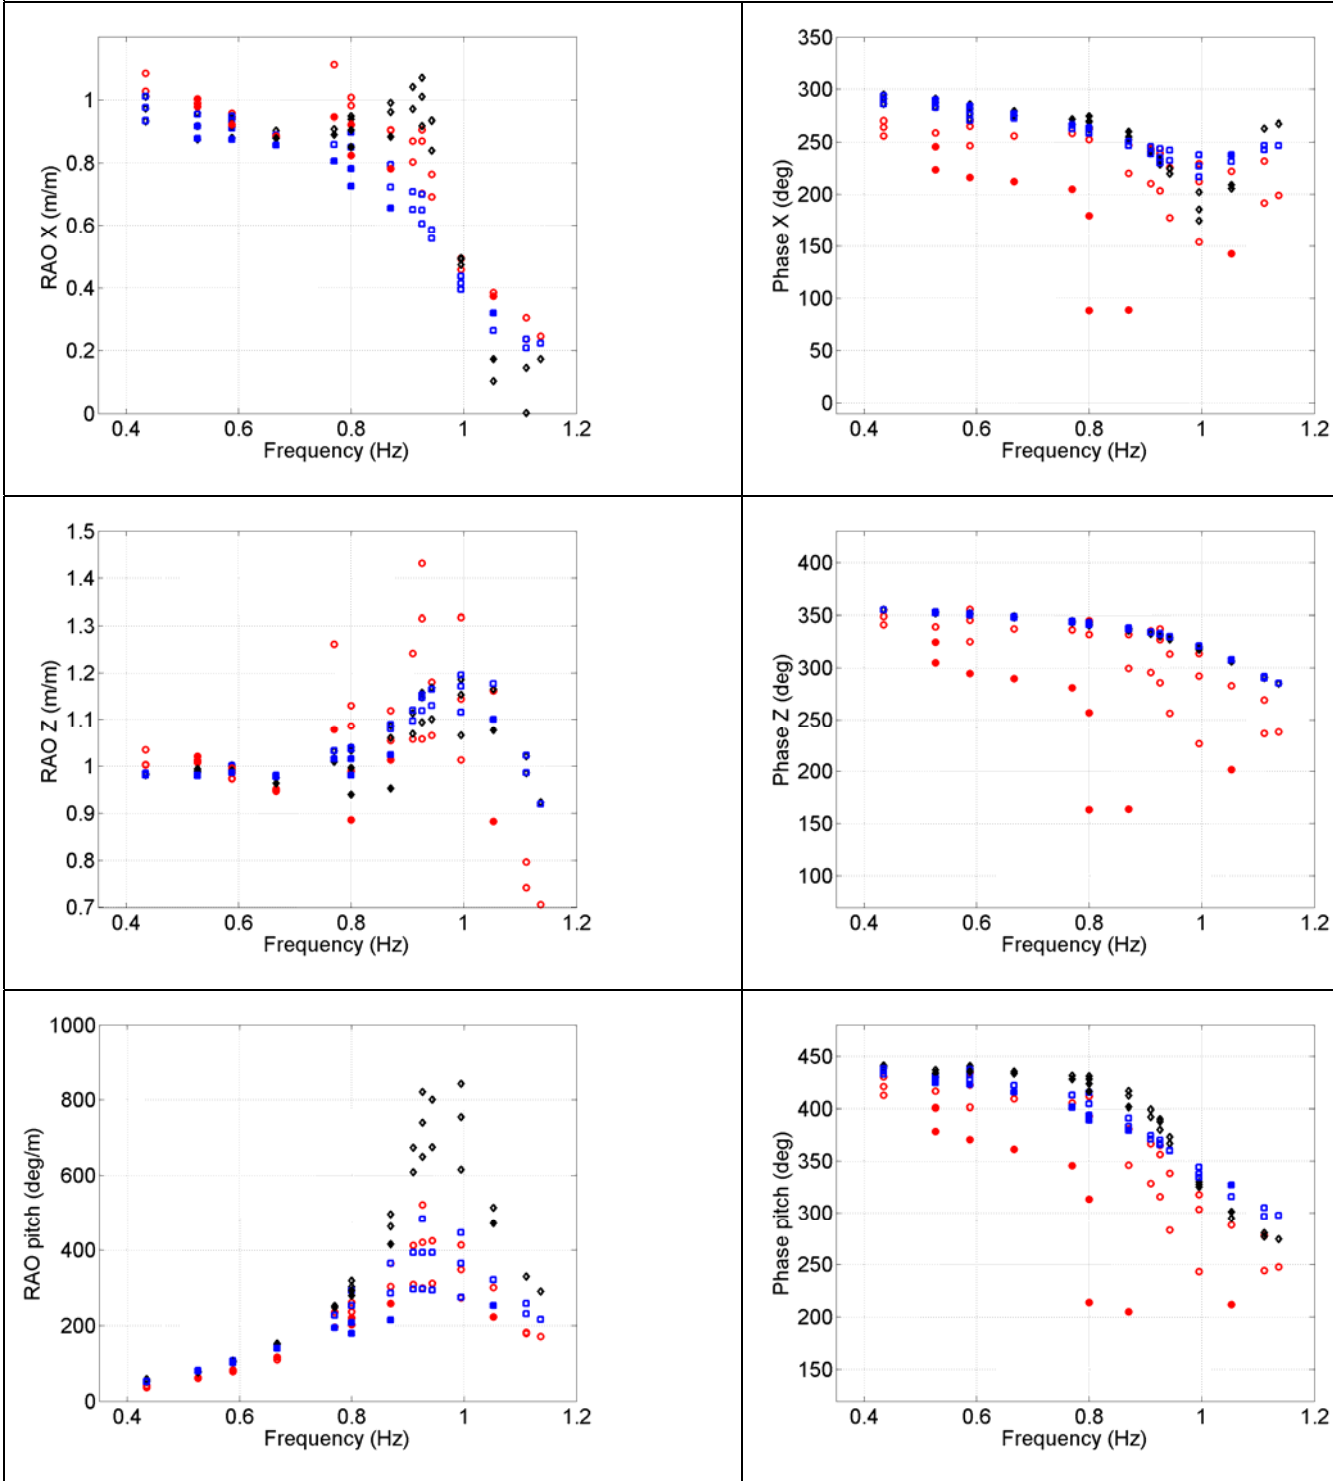 RAO X (m/m)
1
0.8
0.6
0.4
0.2
0
0.4 0.6 0.8 1 1.2
Frequency (Hz)
Phase X (deg)
350
300
250
200
150
100
50
0
0.4 0.6 0.8 1 1.2
Frequency (Hz)
RAO Z (m/m)
1.5
1.4
1.3
1.2
1.1
1
0.9
0.8
0.7
0.4 0.6 0.8 1 1.2
Frequency (Hz)
Phase Z (deg)
400
350
300
250
200
150
100
0.4 0.6 0.8 1 1.2
Frequency (Hz)
RAO pitch (deg/m)
1000
800
600
400
200
0
0.4 0.6 0.8 1 1.2
Frequency (Hz)
Phase pitch (deg)
450
400
350
300
250
200
150
0.4 0.6 0.8 1 1.2
Frequency (Hz)